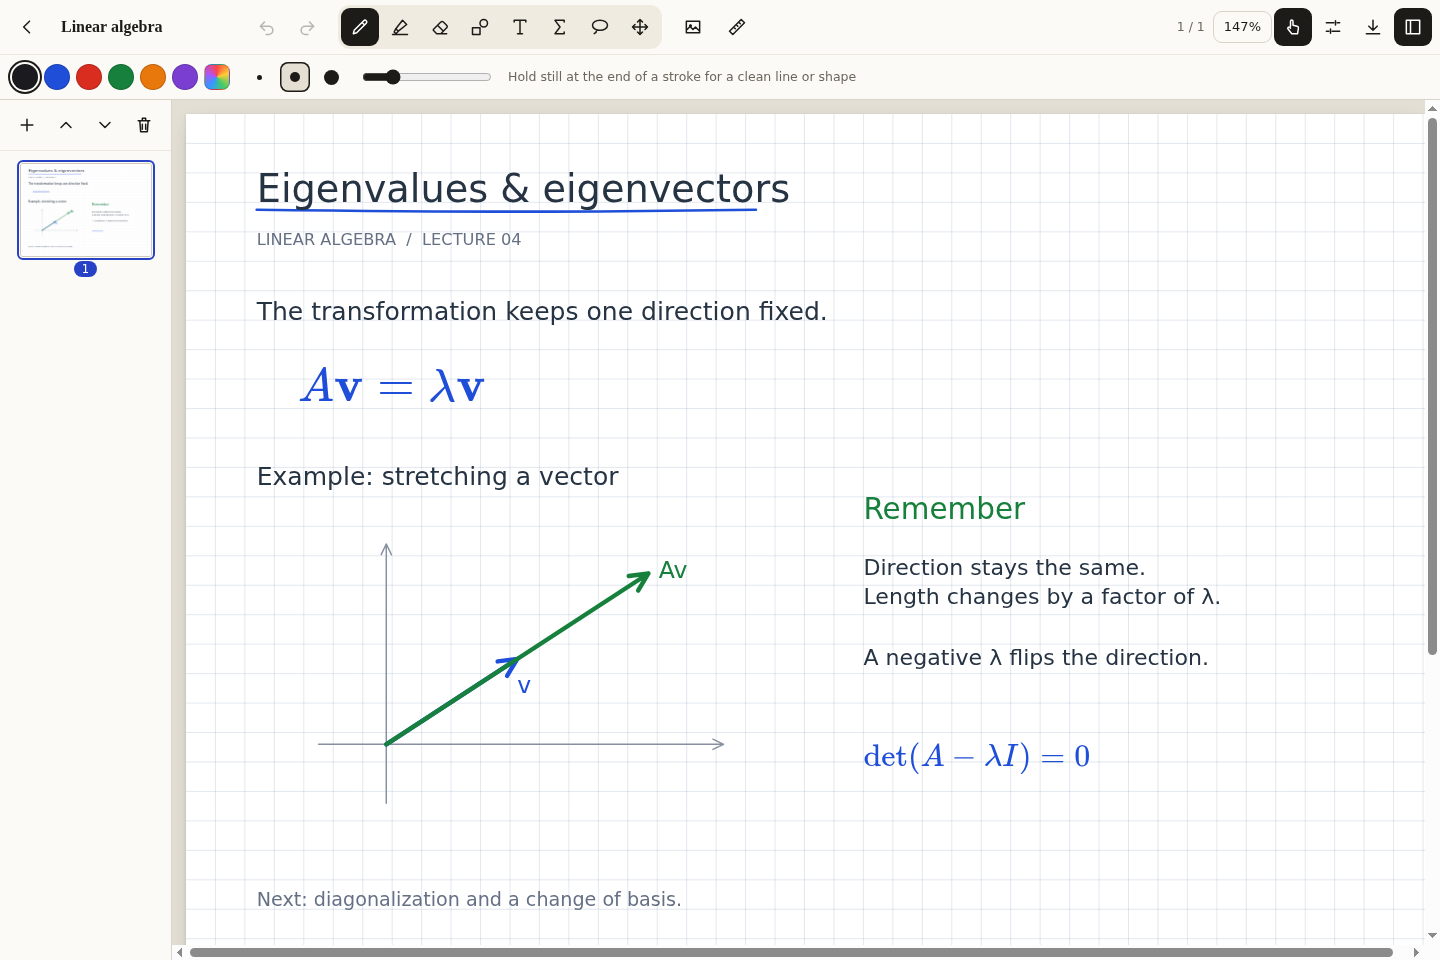 Linear algebra
1 / 1
147%
Hold still at the end of a stroke for a clean line or shape
1
Eigenvalues & eigenvectors
LINEAR ALGEBRA / LECTURE 04
The transformation keeps one direction fixed.
Av = λv
Example: stretching a vector
Av
v
Remember
Direction stays the same.
Length changes by a factor of λ.
A negative λ flips the direction.
det(A − λI) = 0
Next: diagonalization and a change of basis.